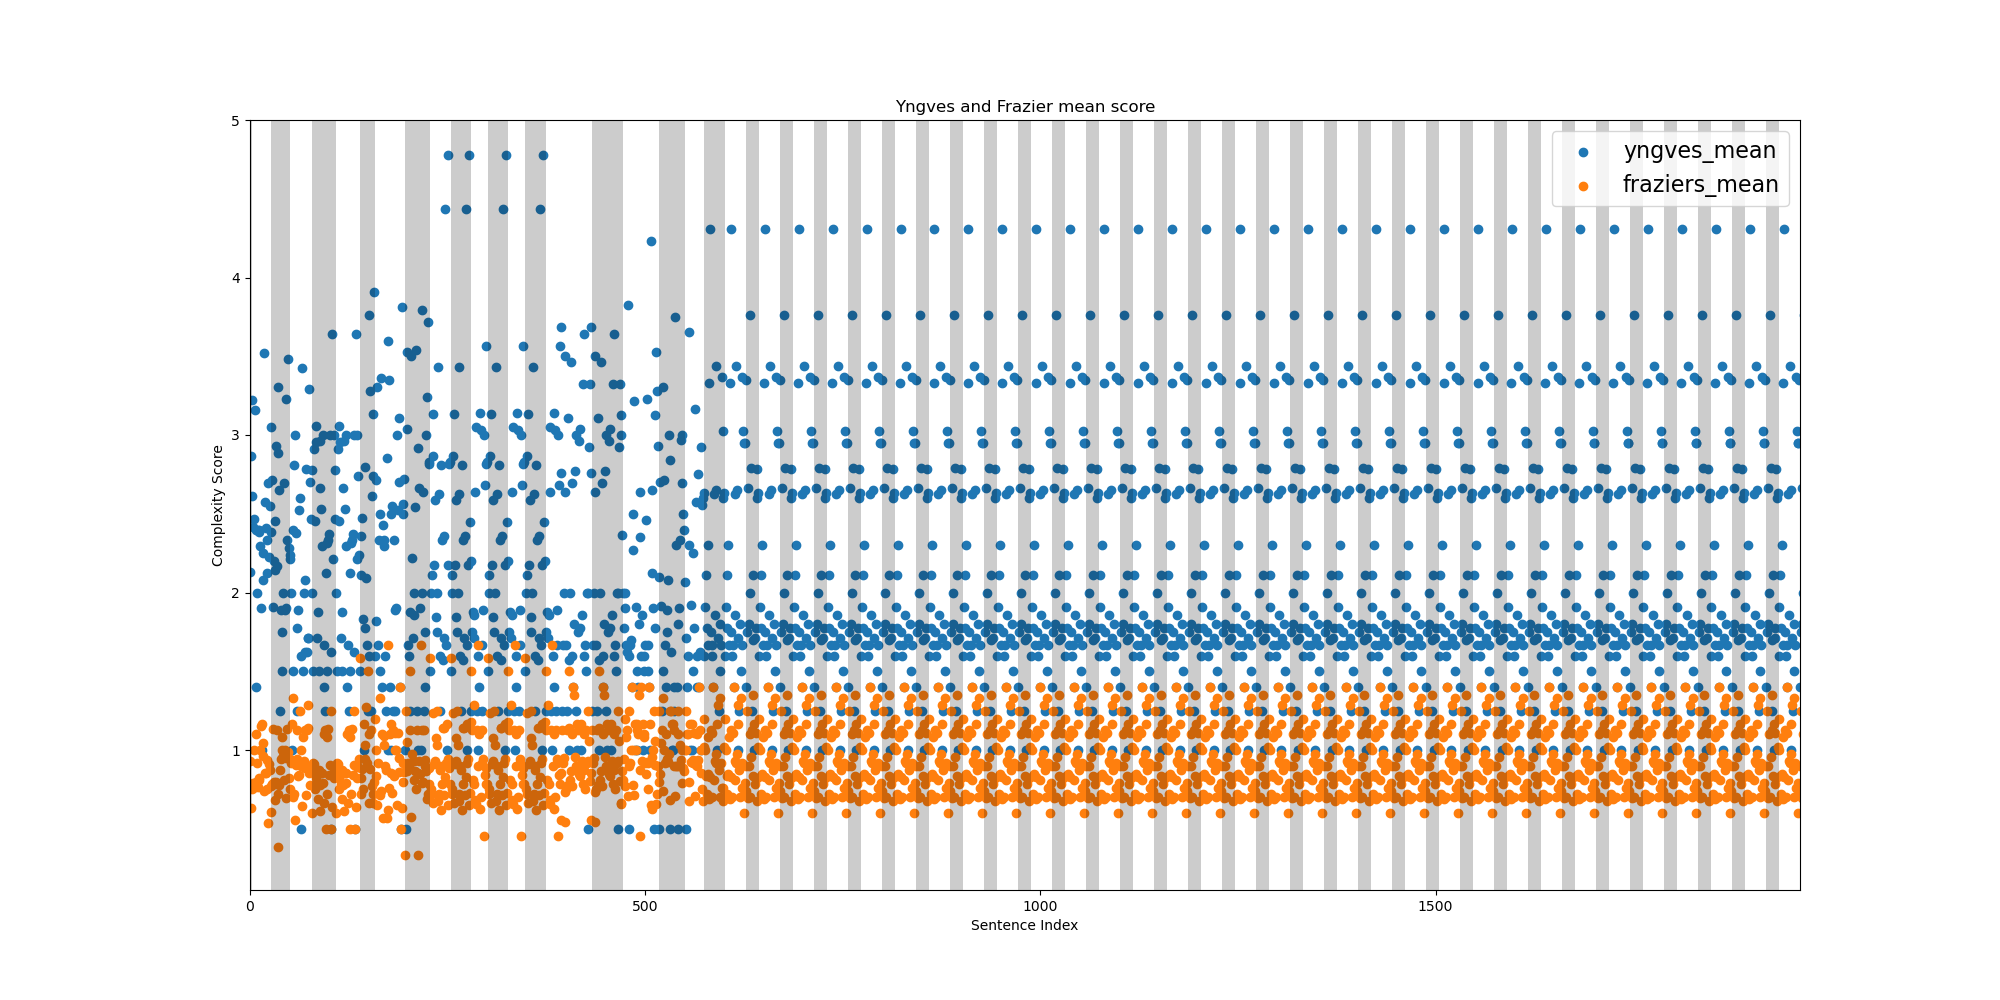 Yngves and Frazier mean score
5
4
3
2
1
Complexity Score
yngves_mean
fraziers_mean
0
500
1000
1500
Sentence Index